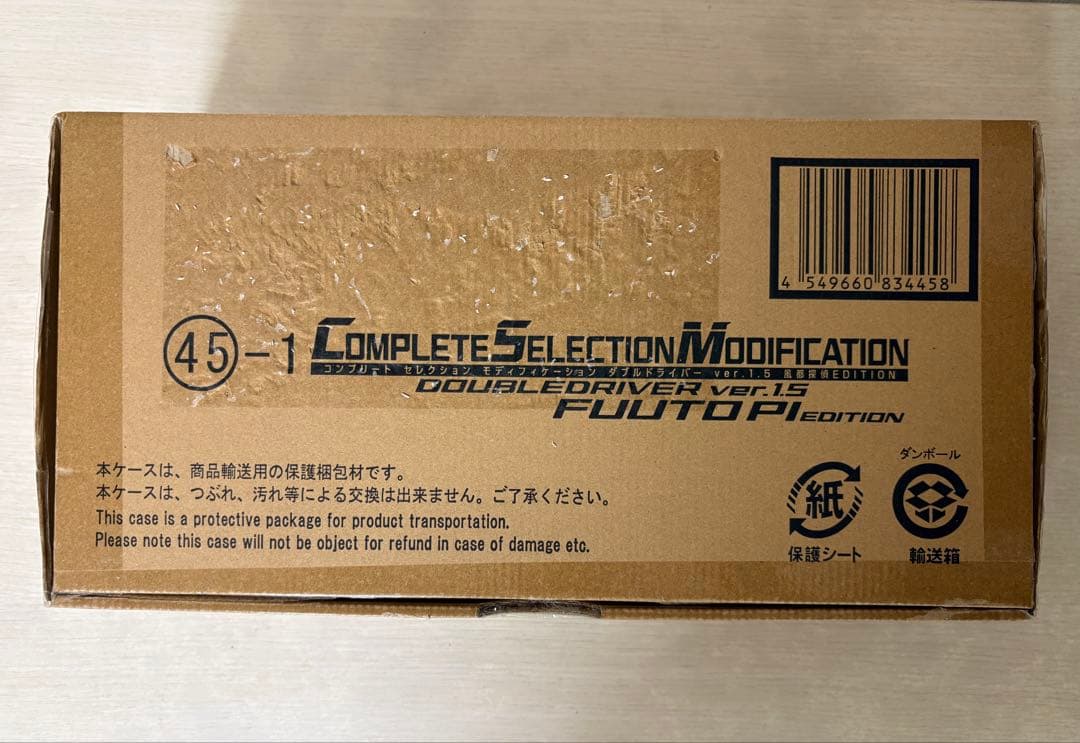 4 549660 834458
㊺-1 COMPLETE SELECTION MODIFICATION
コンプリート セレクション モディフィケーション ダブルドライバー ver.1.5 風都探偵EDITION
DOUBLEDRIVER ver.1.5
FUUTO PI EDITION
本ケースは、商品輸送用の保護梱包材です。
本ケースは、つぶれ、汚れ等による交換は出来ません。ご了承ください。
This case is a protective package for product transportation.
Please note this case will not be object for refund in case of damage etc.
紙
保護シート
ダンボール
輸送箱